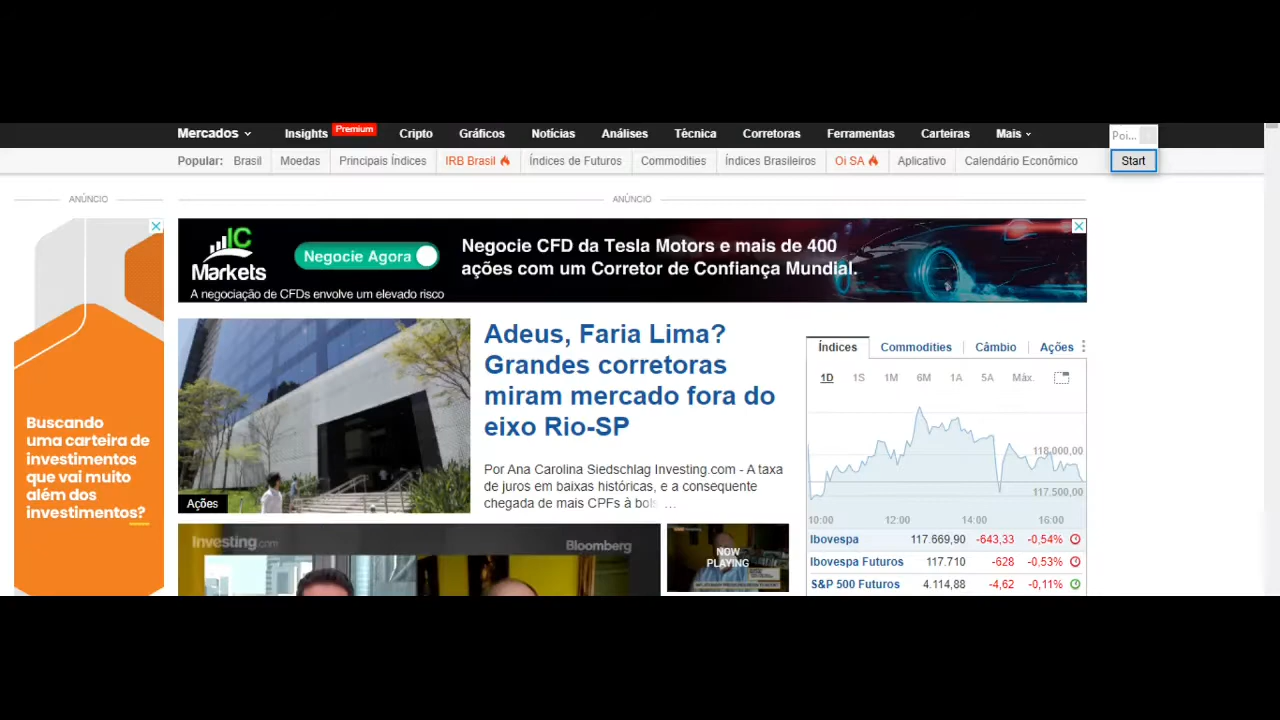 Mercados Insights Premium Cripto Gráficos Notícias Análises Técnica Corretoras Ferramentas Carteiras Mais Poi...
Popular: Brasil Moedas Principais Índices IRB Brasil Índices de Futuros Commodities Índices Brasileiros Oi SA Aplicativo Calendário Econômico Start
ANÚNCIO
ANÚNCIO
Buscando
uma carteira de
investimentos
que vai muito
além dos
investimentos?
IC
Markets
Negocie Agora
Negocie CFD da Tesla Motors e mais de 400
ações com um Corretor de Confiança Mundial.
A negociação de CFDs envolve um elevado risco
Ações
Adeus, Faria Lima?
Grandes corretoras
miram mercado fora do
eixo Rio-SP
Por Ana Carolina Siedschlag Investing.com - A taxa
de juros em baixas históricas, e a consequente
chegada de mais CPFs à bols ...
Investing.com
Bloomberg
NOW
PLAYING
Índices Commodities Câmbio Ações
1D 1S 1M 6M 1A 5A Máx.
118.000,00
117.500,00
10:00 12:00 14:00 16:00
Ibovespa 117.669,90 -643,33 -0,54%
Ibovespa Futuros 117.710 -628 -0,53%
S&P 500 Futuros 4.114,88 -4,62 -0,11%